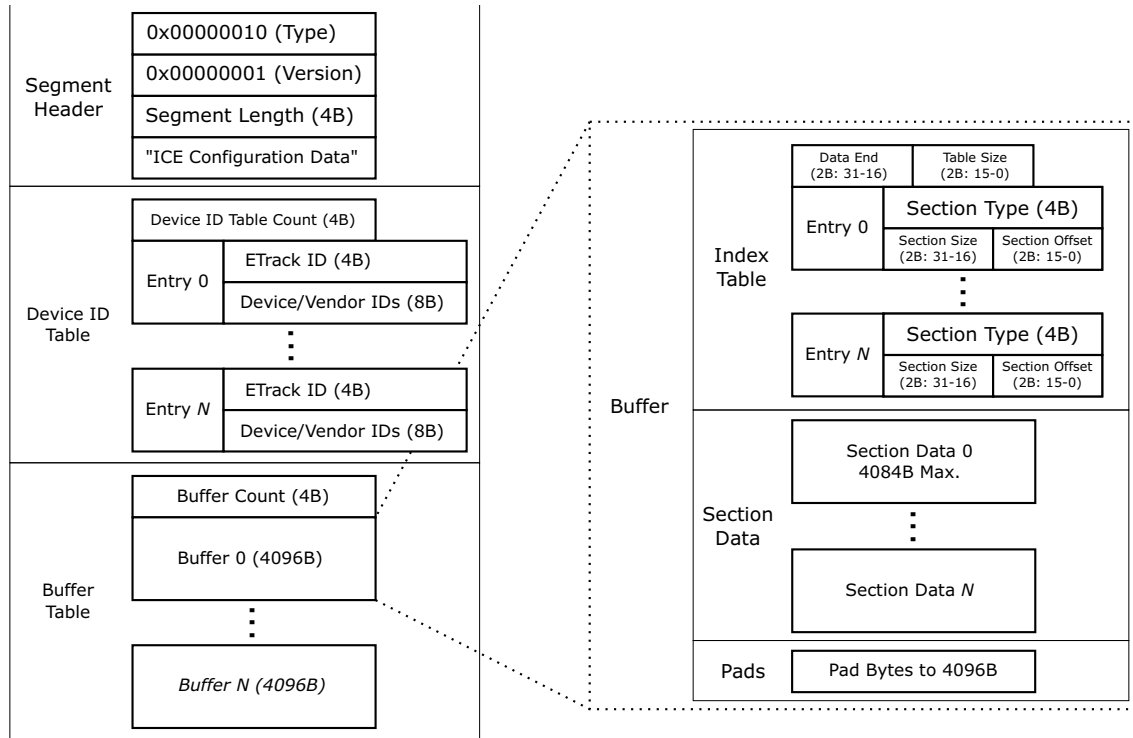 Segment
Header
0x00000010 (Type)
0x00000001 (Version)
Segment Length (4B)
"ICE Configuration Data"
Device ID
Table
Device ID Table Count (4B)
Entry 0
ETrack ID (4B)
Device/Vendor IDs (8B)
Entry N
ETrack ID (4B)
Device/Vendor IDs (8B)
Buffer
Table
Buffer Count (4B)
Buffer 0 (4096B)
Buffer N (4096B)
Buffer
Index
Table
Data End
(2B: 31-16)
Table Size
(2B: 15-0)
Entry 0
Section Type (4B)
Section Size
(2B: 31-16)
Section Offset
(2B: 15-0)
Entry N
Section Type (4B)
Section Size
(2B: 31-16)
Section Offset
(2B: 15-0)
Section
Data
Section Data 0
4084B Max.
Section Data N
Pads
Pad Bytes to 4096B